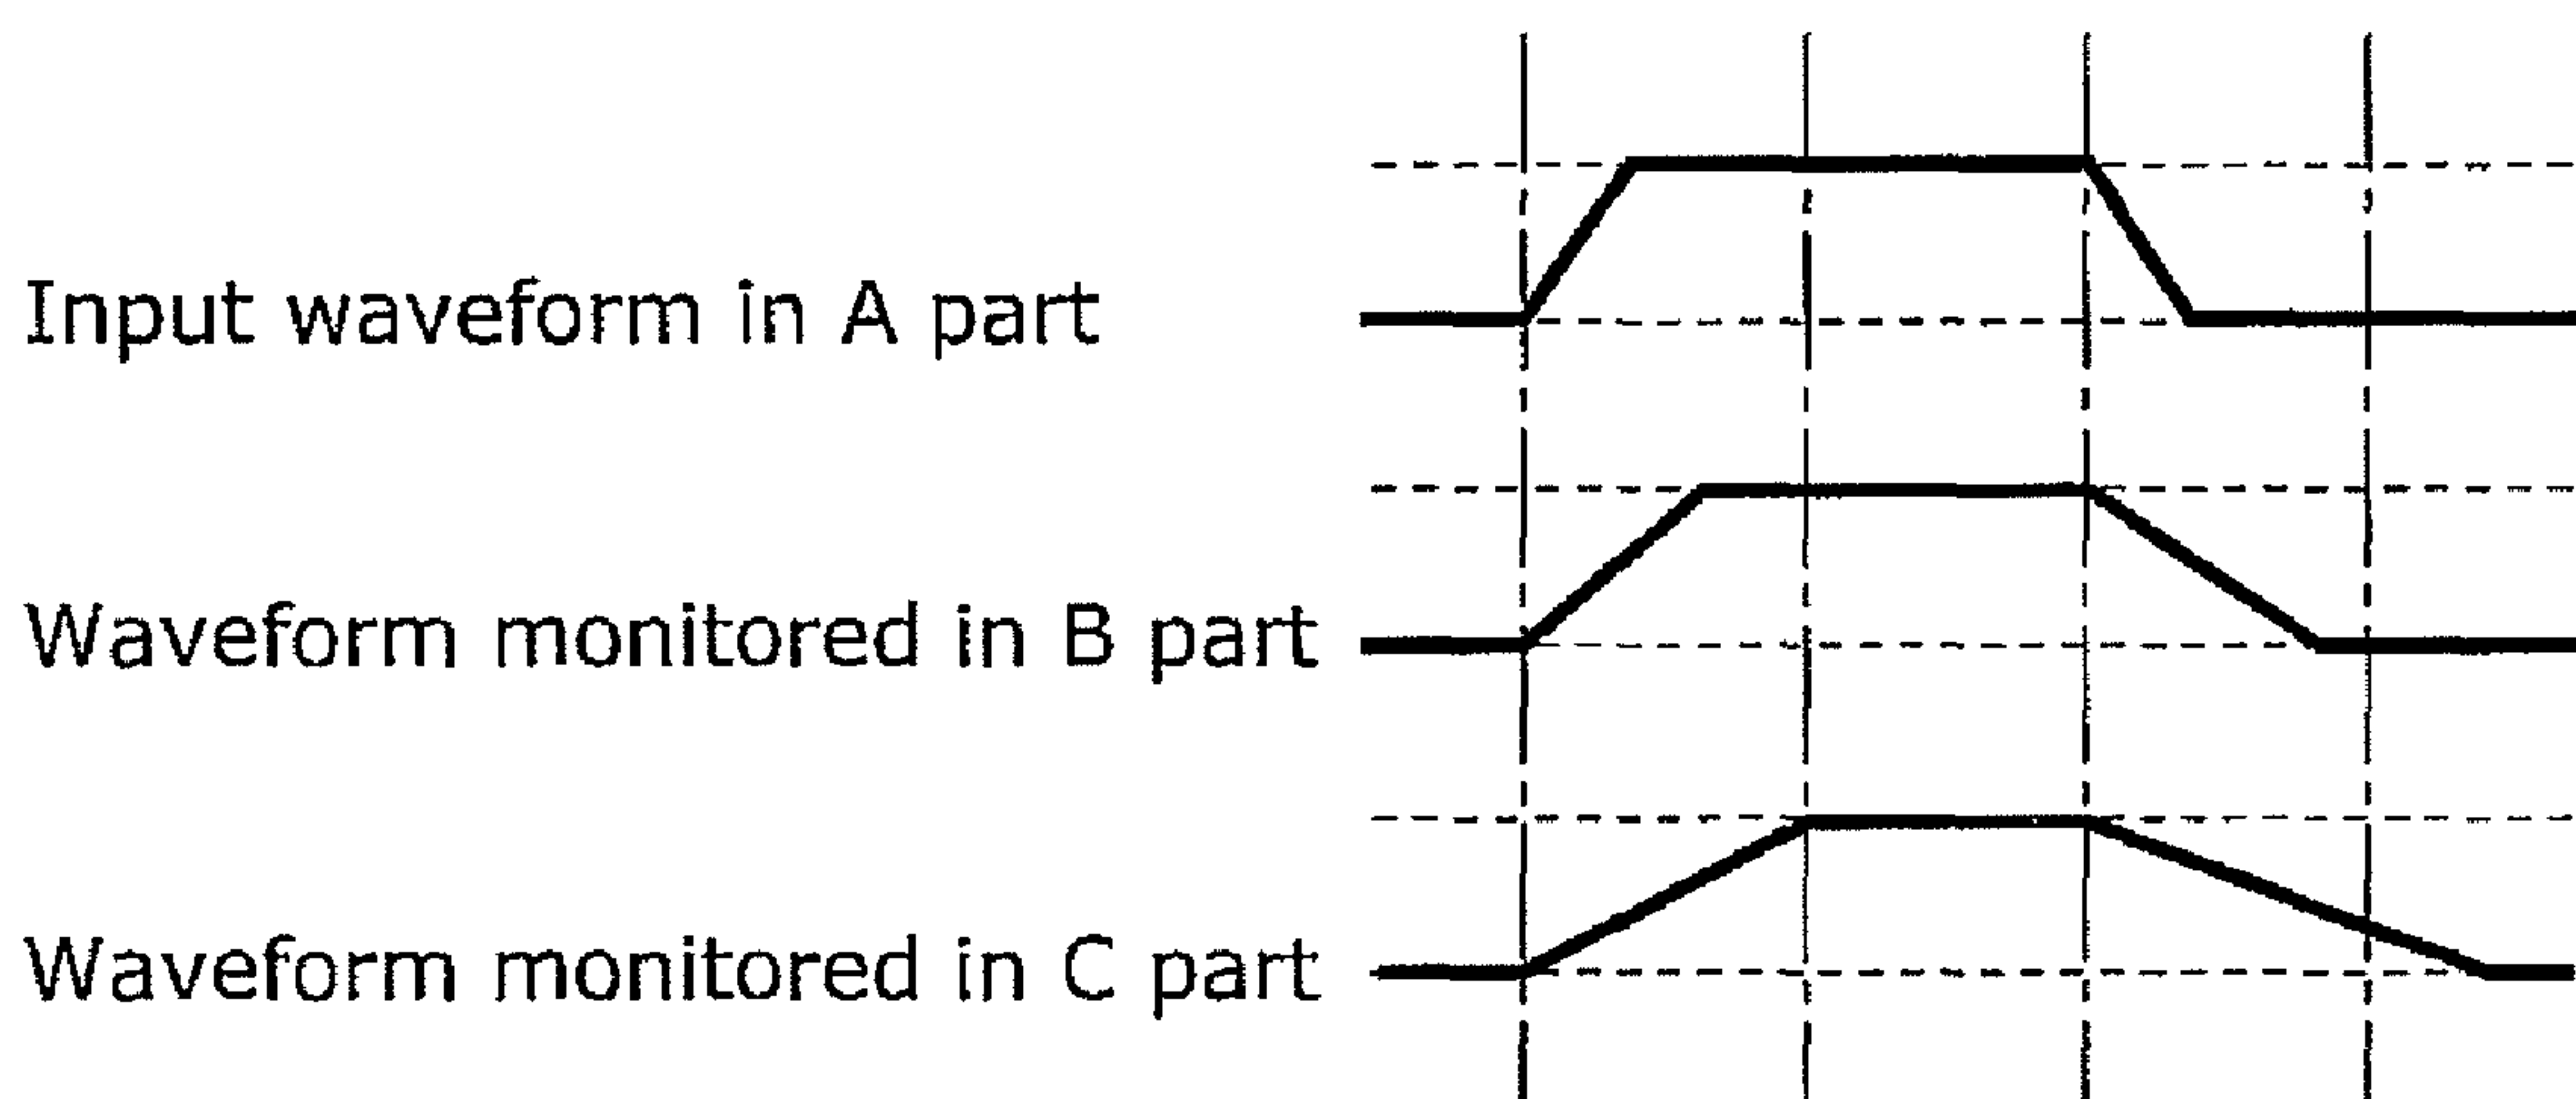 Input waveform in A part
Waveform monitored in B part
Waveform monitored in C part